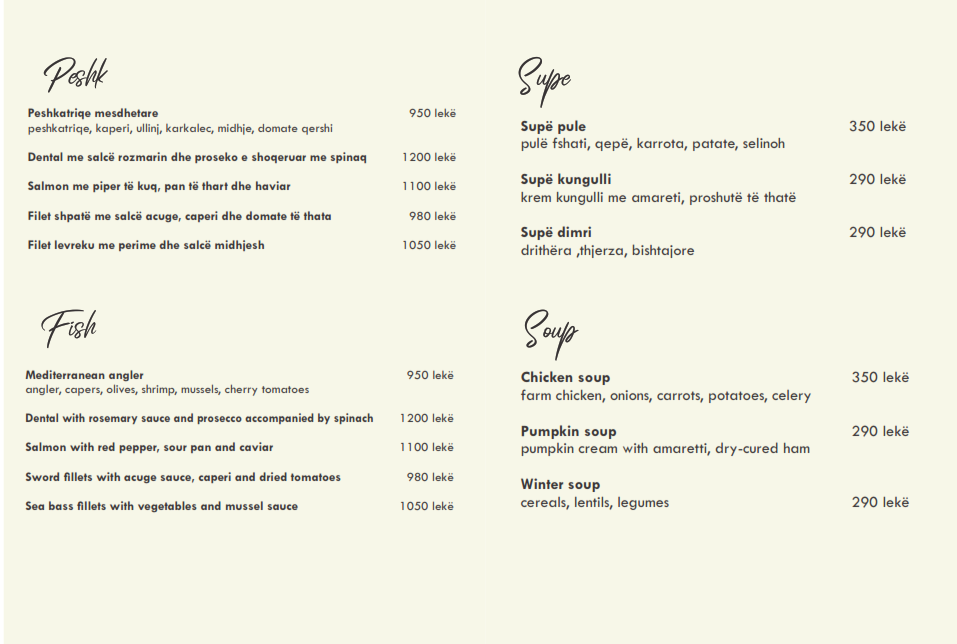 Peshk
Peshkatriqe mesdhetare 950 lekë
peshkatriqe, kaperi, ullinj, karkalec, midhje, domate qershi
Dental me salcë rozmarin dhe proseko e shoqeruar me spinaq 1200 lekë
Salmon me piper të kuq, pan të thart dhe haviar 1100 lekë
Filet shpatë me salcë acuge, caperi dhe domate të thata 980 lekë
Filet levreku me perime dhe salcë midhjesh 1050 lekë
Supe
Supë pule 350 lekë
pulë fshati, qepë, karrota, patate, selinoh
Supë kungulli 290 lekë
krem kungulli me amareti, proshutë të thatë
Supë dimri 290 lekë
drithëra ,thjerza, bishtajore
Fish
Mediterranean angler 950 lekë
angler, capers, olives, shrimp, mussels, cherry tomatoes
Dental with rosemary sauce and prosecco accompanied by spinach 1200 lekë
Salmon with red pepper, sour pan and caviar 1100 lekë
Sword fillets with acuge sauce, caperi and dried tomatoes 980 lekë
Sea bass fillets with vegetables and mussel sauce 1050 lekë
Soup
Chicken soup 350 lekë
farm chicken, onions, carrots, potatoes, celery
Pumpkin soup 290 lekë
pumpkin cream with amaretti, dry-cured ham
Winter soup
cereals, lentils, legumes 290 lekë